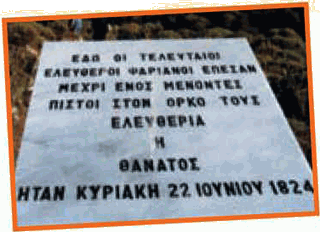 ΕΔΩ ΟΙ ΤΕΛΕΥΤΑΙΟΙ
ΕΛΕΥΘΕΡΟΙ ΨΑΡΙΑΝΟΙ ΕΠΕΣΑΝ
ΜΕΧΡΙ ΕΝΟΣ ΜΕΝΟΝΤΕΣ
ΠΙΣΤΟΙ ΣΤΟΝ ΟΡΚΟ ΤΟΥΣ
ΕΛΕΥΘΕΡΙΑ
Η
ΘΑΝΑΤΟΣ
ΗΤΑΝ ΚΥΡΙΑΚΗ 22 ΙΟΥΝΙΟΥ 1824